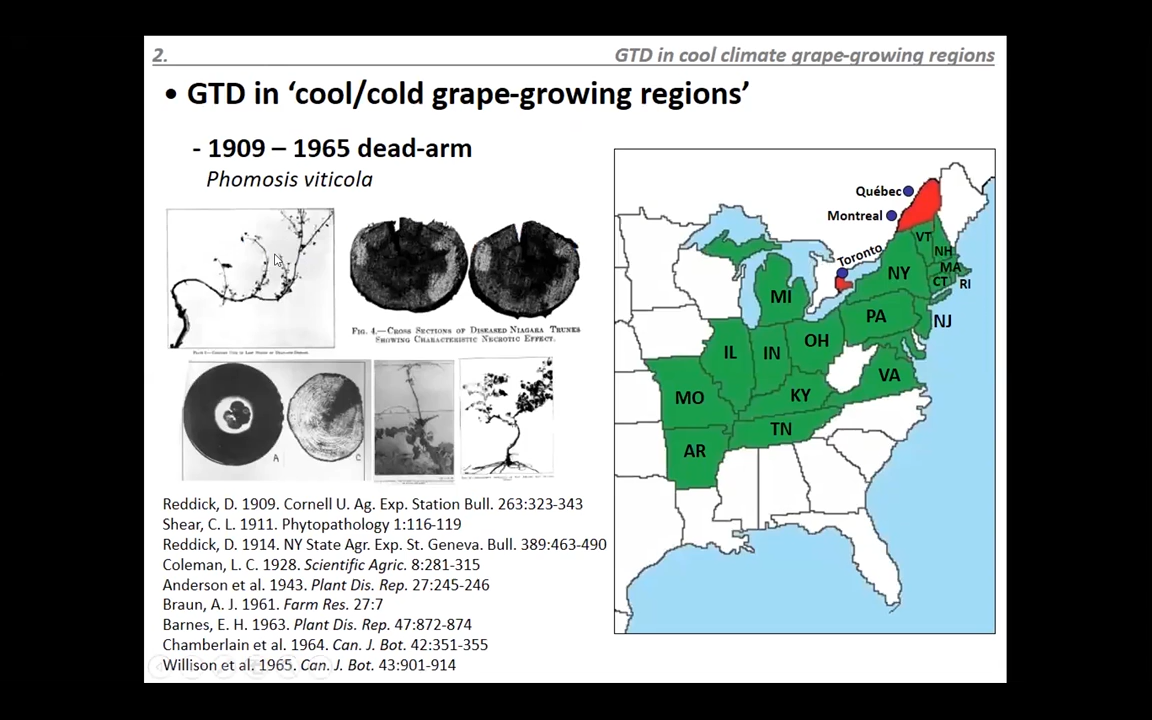 2.
GTD in cool climate grape-growing regions
• GTD in ‘cool/cold grape-growing regions’
- 1909 – 1965 dead-arm
Phomosis viticola
FIG. 4.—CROSS SECTIONS OF DISEASED NIAGARA TRUNKS
SHOWING CHARACTERISTIC NECROTIC EFFECT.
A
C
Reddick, D. 1909. Cornell U. Ag. Exp. Station Bull. 263:323-343
Shear, C. L. 1911. Phytopathology 1:116-119
Reddick, D. 1914. NY State Agr. Exp. St. Geneva. Bull. 389:463-490
Coleman, L. C. 1928. Scientific Agric. 8:281-315
Anderson et al. 1943. Plant Dis. Rep. 27:245-246
Braun, A. J. 1961. Farm Res. 27:7
Barnes, E. H. 1963. Plant Dis. Rep. 47:872-874
Chamberlain et al. 1964. Can. J. Bot. 42:351-355
Willison et al. 1965. Can. J. Bot. 43:901-914
Québec
Montreal
Toronto
VT
NH
MA
CT
RI
NY
MI
PA
NJ
OH
IL
IN
VA
MO
KY
TN
AR